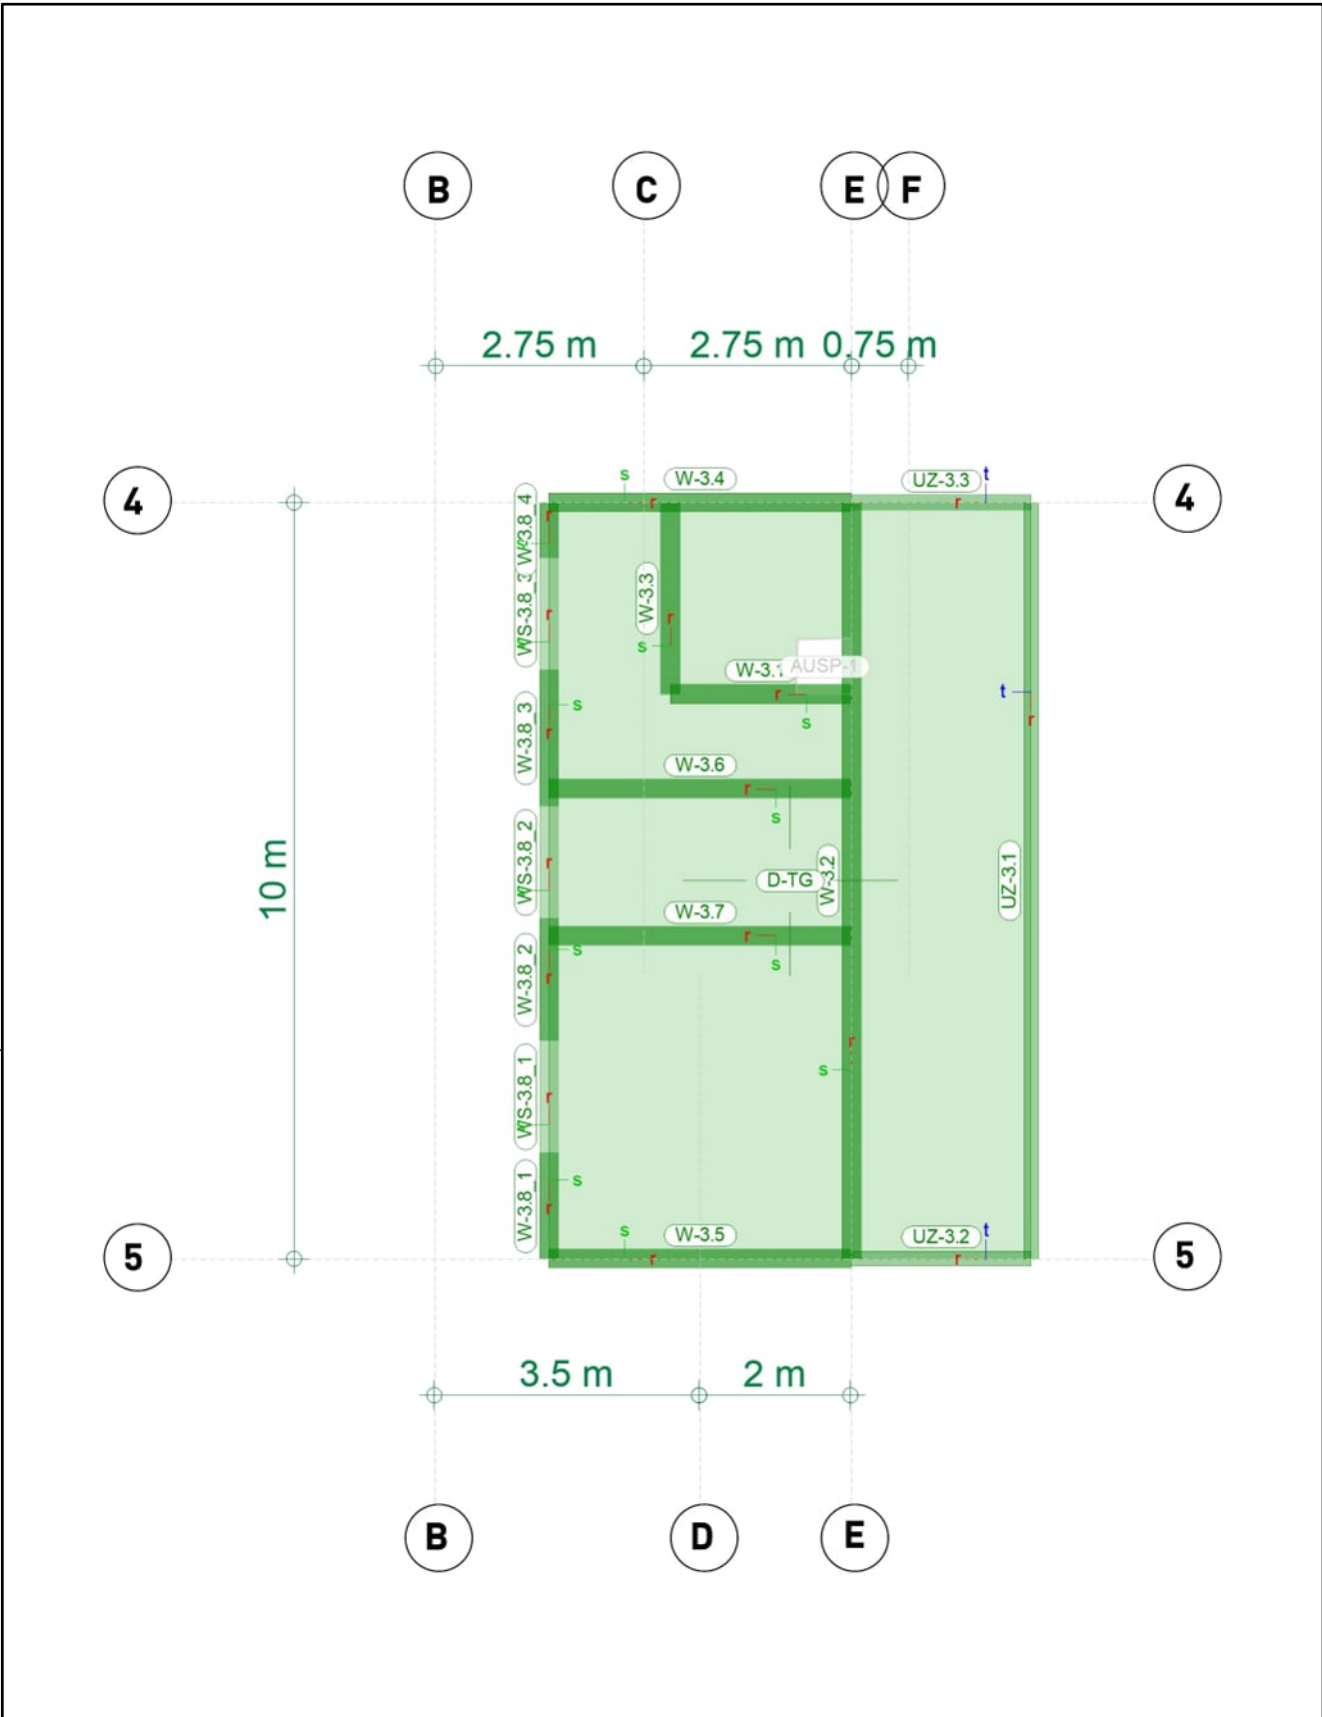 B
C
E
F
2.75 m
2.75 m
0.75 m
4
4
s
W-3.4
UZ-3.3
t
r
r
W-3.8_4
r
s
WS-3.8_3
r
s
W-3.3
r
s
W-3.1
AUSP-1
r
s
t
r
W-3.8_3
s
r
W-3.6
r
s
10 m
WS-3.8_2
r
s
D-TG
W-3.2
UZ-3.1
W-3.7
r
s
W-3.8_2
s
r
r
s
WS-3.8_1
r
s
W-3.8_1
s
r
s
W-3.5
UZ-3.2
t
r
r
5
5
3.5 m
2 m
B
D
E